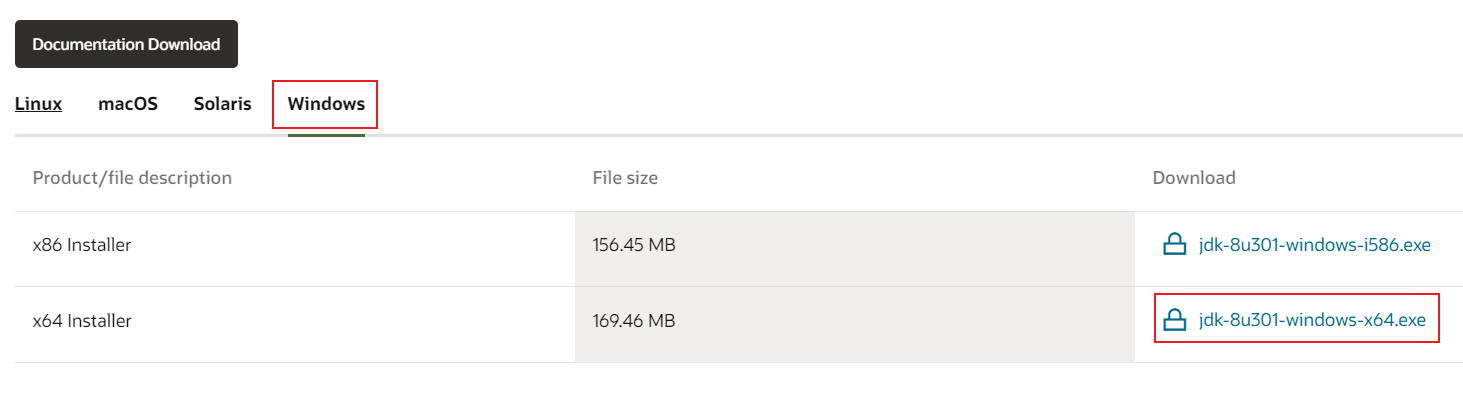 Documentation Download
Linux macOS Solaris Windows
Product/file description File size Download
x86 Installer 156.45 MB jdk-8u301-windows-i586.exe
x64 Installer 169.46 MB jdk-8u301-windows-x64.exe